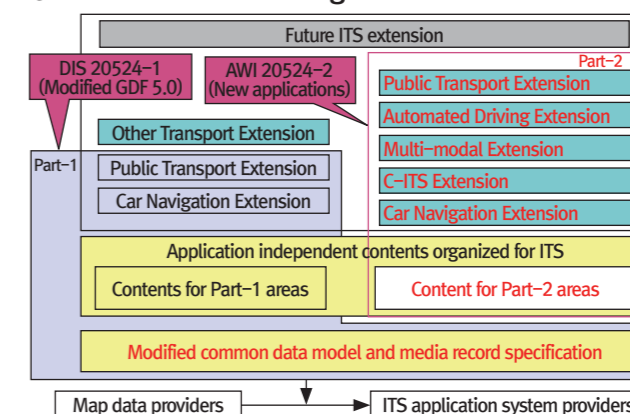 Future ITS extension
Part-2
DIS 20524-1
(Modified GDF 5.0)
AWI 20524-2
(New applications)
Public Transport Extension
Automated Driving Extension
Other Transport Extension
Multi-modal Extension
Part-1
Public Transport Extension
C-ITS Extension
Car Navigation Extension
Car Navigation Extension
Application independent contents organized for ITS
Contents for Part-1 areas
Content for Part-2 areas
Modified common data model and media record specification
Map data providers
ITS application system providers